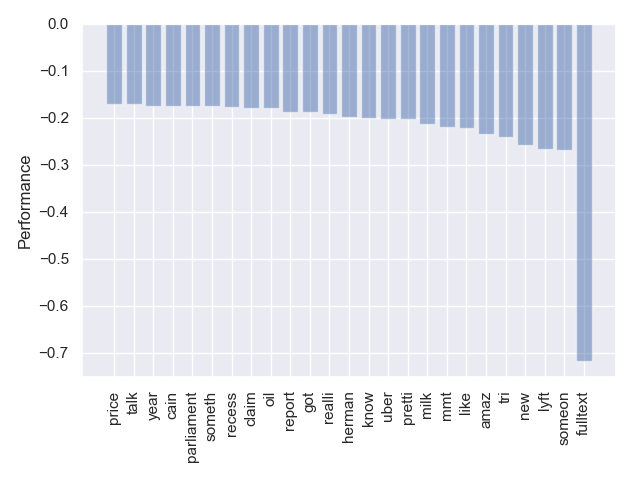 0.0
−0.1
−0.2
−0.3
−0.4
−0.5
−0.6
−0.7
Performance
price
talk
year
cain
parliament
someth
recess
claim
oil
report
got
realli
herman
know
uber
pretti
milk
mmt
like
amaz
tri
new
lyft
someon
fulltext